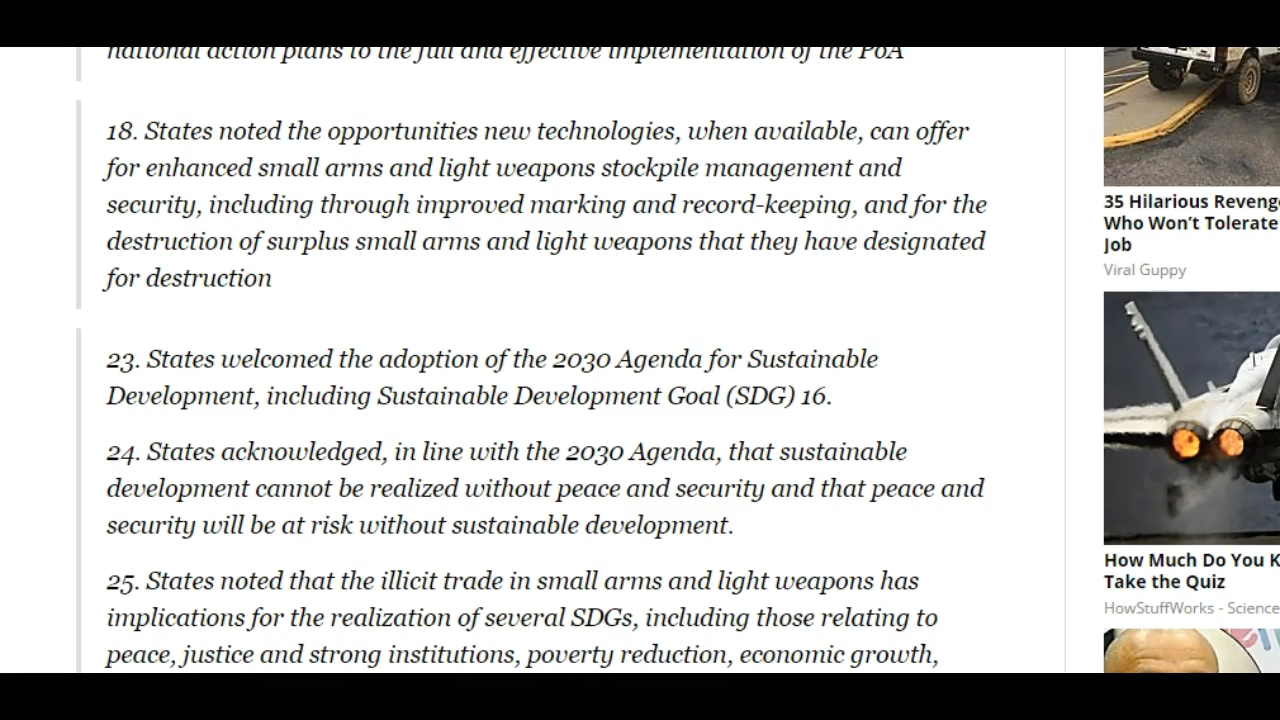 national action plans to the full and effective implementation of the PoA
18. States noted the opportunities new technologies, when available, can offer
for enhanced small arms and light weapons stockpile management and
security, including through improved marking and record-keeping, and for the
destruction of surplus small arms and light weapons that they have designated
for destruction
23. States welcomed the adoption of the 2030 Agenda for Sustainable
Development, including Sustainable Development Goal (SDG) 16.
24. States acknowledged, in line with the 2030 Agenda, that sustainable
development cannot be realized without peace and security and that peace and
security will be at risk without sustainable development.
25. States noted that the illicit trade in small arms and light weapons has
implications for the realization of several SDGs, including those relating to
peace, justice and strong institutions, poverty reduction, economic growth,
35 Hilarious Reveng
Who Won't Tolerate
Job
Viral Guppy
How Much Do You K
Take the Quiz
HowStuffWorks - Science